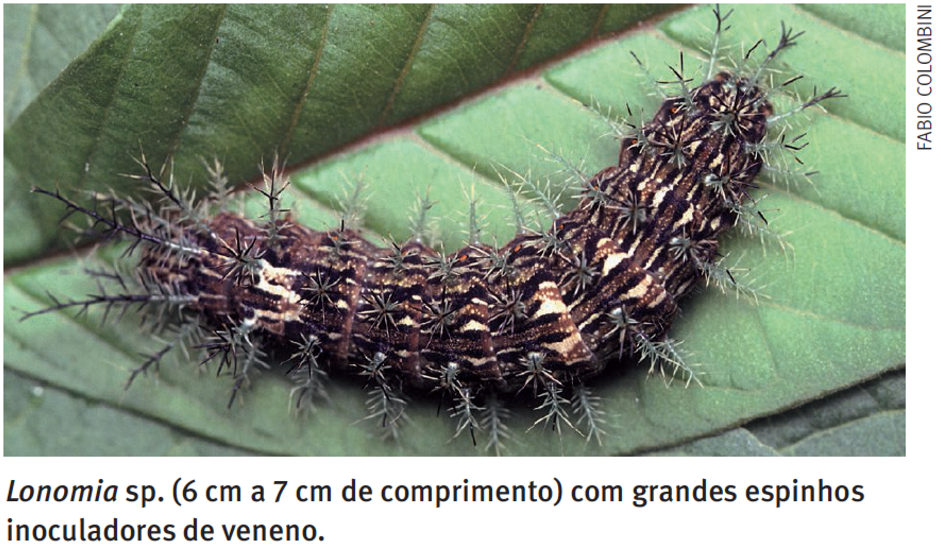 FABIO COLOMBINI
Lonomia sp. (6 cm a 7 cm de comprimento) com grandes espinhos
inoculadores de veneno.